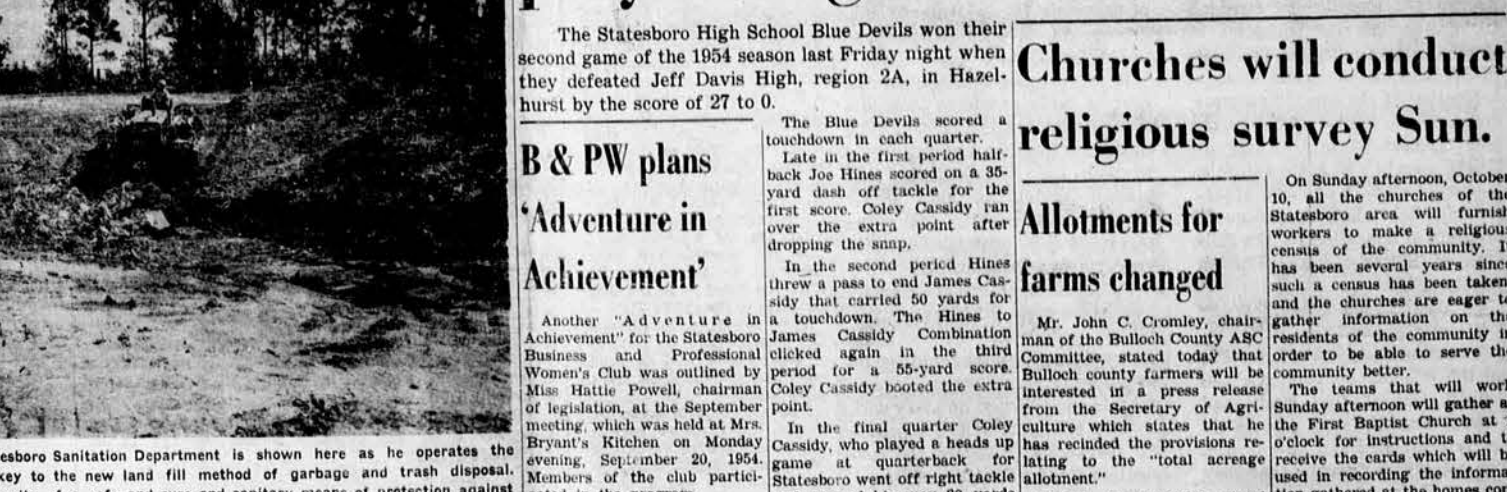 The Statesboro High School Blue Devils won their
second game of the 1954 season last Friday night when
they defeated Jeff Davis High, region 2A, in Hazel-
hurst by the score of 27 to 0.
B & PW plans
'Adventure in
Achievement'
Another "Adventure in
Achievement" for the Statesboro
Business and Professional
Women's Club was outlined by
Miss Hattie Powell, chairman
of legislation, at the September
meeting, which was held at Mrs.
Bryant's Kitchen on Monday
evening, September 20, 1954.
Members of the club partici-
The Blue Devils scored a
touchdown in each quarter.
Late in the first period half-
back Joe Hines scored on a 35-
yard dash off tackle for the
first score. Coley Cassidy ran
over the extra point after
dropping the snap.
In the second period Hines
threw a pass to end James Cas-
sidy that carried 50 yards for
a touchdown. The Hines to
James Cassidy Combination
clicked again in the third
period for a 55-yard score.
Coley Cassidy booted the extra
point.
In the final quarter Coley
Cassidy, who played a heads up
game at quarterback for
Statesboro went off right tackle
Churches will conduct
religious survey Sun.
Allotments for
farms changed
Mr. John C. Cromley, chair-
man of the Bulloch County ASC
Committee, stated today that
Bulloch county farmers will be
interested in a press release
from the Secretary of Agri-
culture which states that he
has recinded the provisions re-
lating to the "total acreage
allotment."
On Sunday afternoon, October
10, all the churches of
Statesboro area will
workers to make a
census of the community.
has been several years
such a census has been
and the churches are eager
gather information on
residents of the community
order to be able to serve
community better.
The teams that will
Sunday afternoon will gather
the First Baptist Church at
o'clock for instructions and
receive the cards which will
used in recording the
esboro Sanitation Department is shown here as he operates the
key to the new land fill method of garbage and trash disposal.